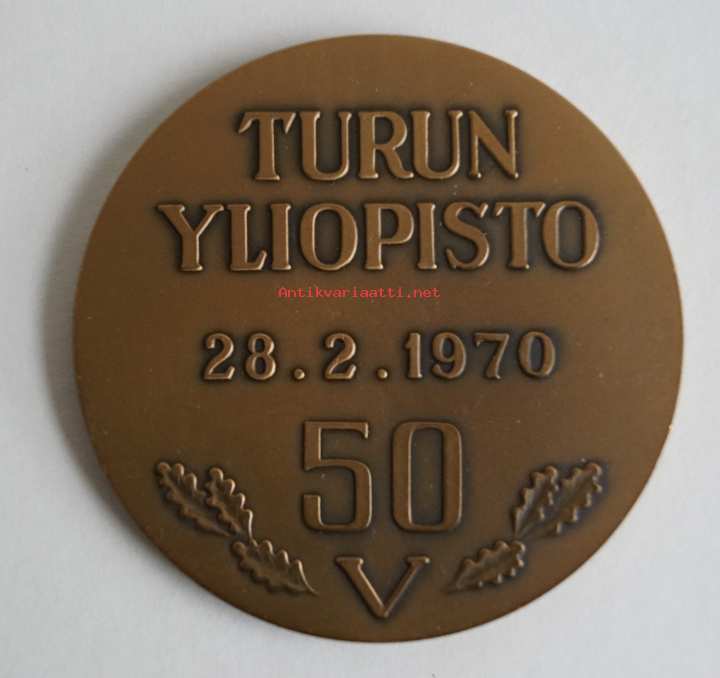 TURUN
YLIOPISTO
Antikvariaatti.net
28.2.1970
50
V